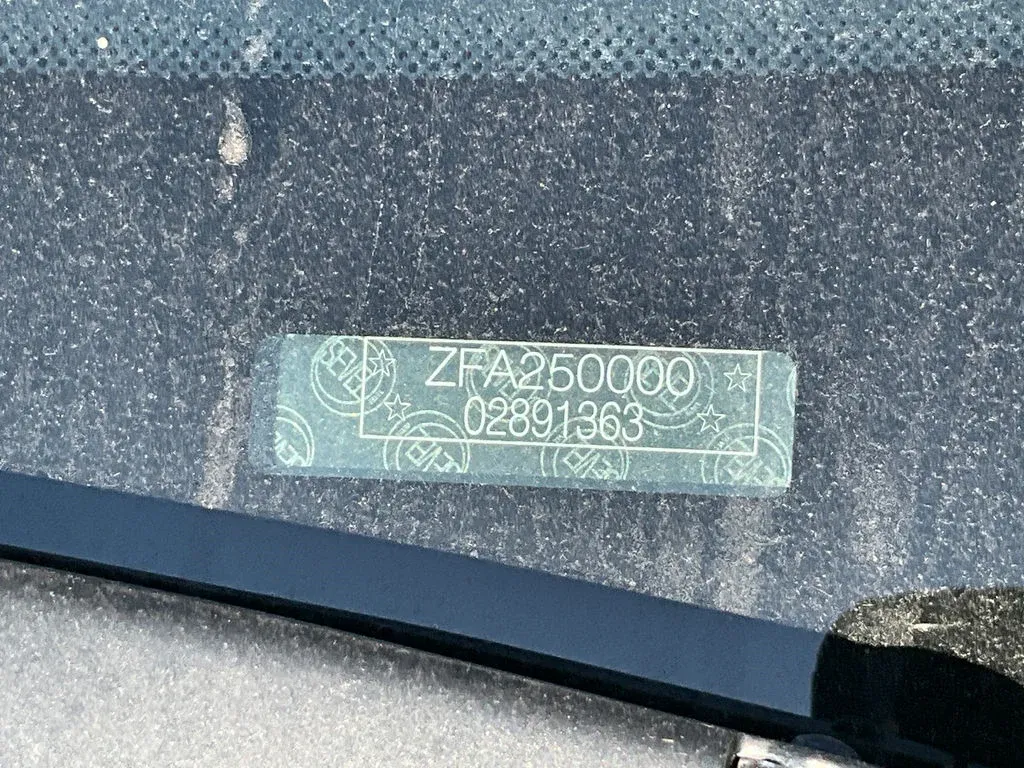 ☆ ZFA250000 ☆
☆ 02891363 ☆